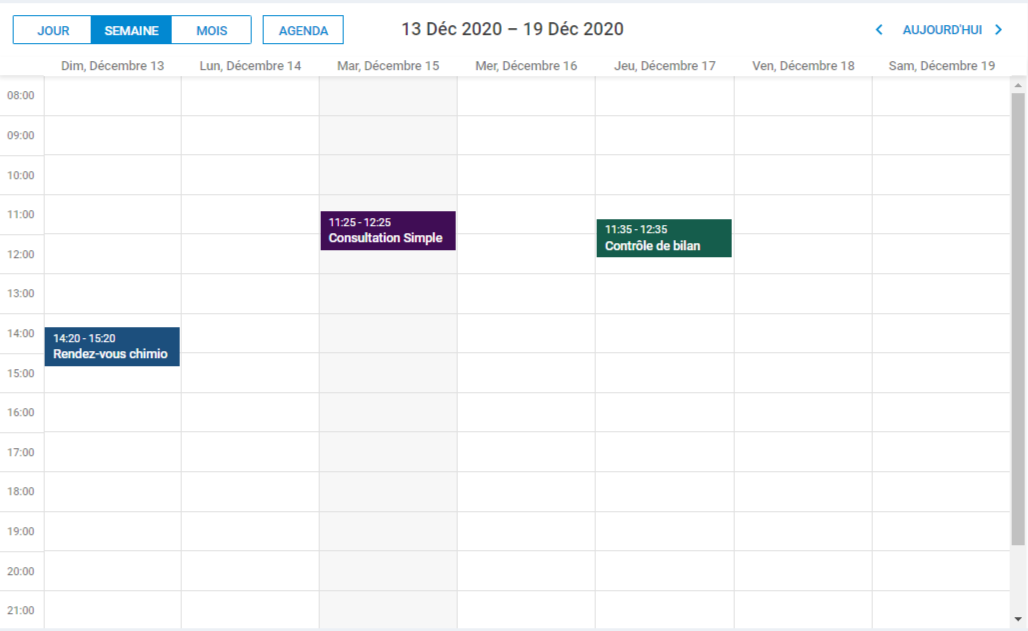 JOUR SEMAINE MOIS AGENDA 13 Déc 2020 – 19 Déc 2020 AUJOURD'HUI
Dim, Décembre 13 Lun, Décembre 14 Mar, Décembre 15 Mer, Décembre 16 Jeu, Décembre 17 Ven, Décembre 18 Sam, Décembre 19
08:00
09:00
10:00
11:00
11:25 - 12:25
Consultation Simple
11:35 - 12:35
Contrôle de bilan
12:00
13:00
14:00
14:20 - 15:20
Rendez-vous chimio
15:00
16:00
17:00
18:00
19:00
20:00
21:00